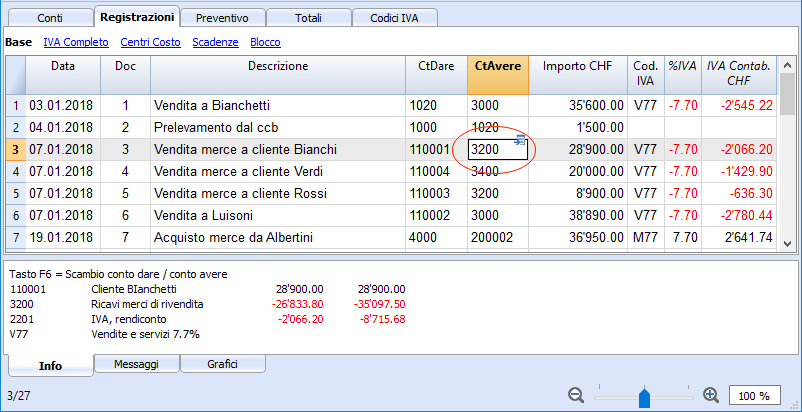 Conti Registrazioni Preventivo Totali Codici IVA
Base IVA Completo Centri Costo Scadenze Blocco
Data Doc Descrizione CtDare CtAvere Importo CHF Cod. IVA %IVA IVA Contab. CHF
1 03.01.2018 1 Vendita a Bianchetti 1020 3000 35'600.00 V77 -7.70 -2'545.22
2 04.01.2018 2 Prelevamento dal ccb 1000 1020 1'500.00
3 07.01.2018 3 Vendita merce a cliente Bianchi 110001 3200 28'900.00 V77 -7.70 -2'066.20
4 07.01.2018 4 Vendita merce a cliente Verdi 110004 3400 20'000.00 V77 -7.70 -1'429.90
5 07.01.2018 5 Vendita merce a cliente Rossi 110003 3200 8'900.00 V77 -7.70 -636.30
6 07.01.2018 6 Vendita a Luisoni 110002 3000 38'890.00 V77 -7.70 -2'780.44
7 19.01.2018 7 Acquisto merce da Albertini 4000 200002 36'950.00 M77 7.70 2'641.74
Tasto F6 = Scambio conto dare / conto avere
110001 Cliente BIanchetti 28'900.00 28'900.00
3200 Ricavi merci di rivendita -26'833.80 -35'097.50
2201 IVA, rendiconto -2'066.20 -8'715.68
V77 Vendite e servizi 7.7%
Info Messaggi Grafici
3/27 100 %